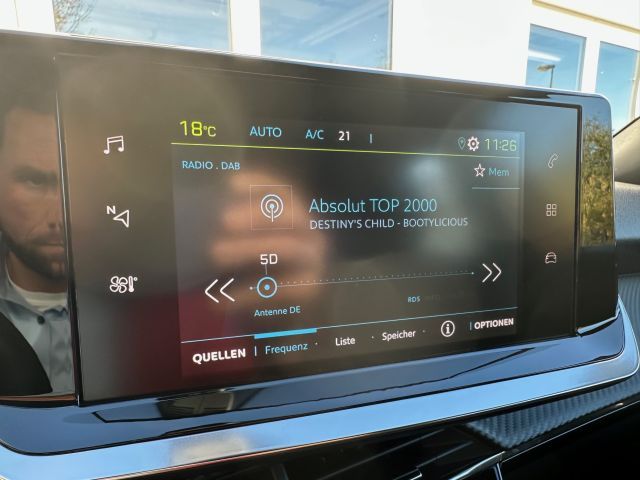 18°C AUTO A/C 21 11:26
RADIO . DAB
Mem
Absolut TOP 2000
DESTINY'S CHILD - BOOTYLICIOUS
N
5D
Antenne DE
RDS
QUELLEN Frequenz Liste Speicher OPTIONEN